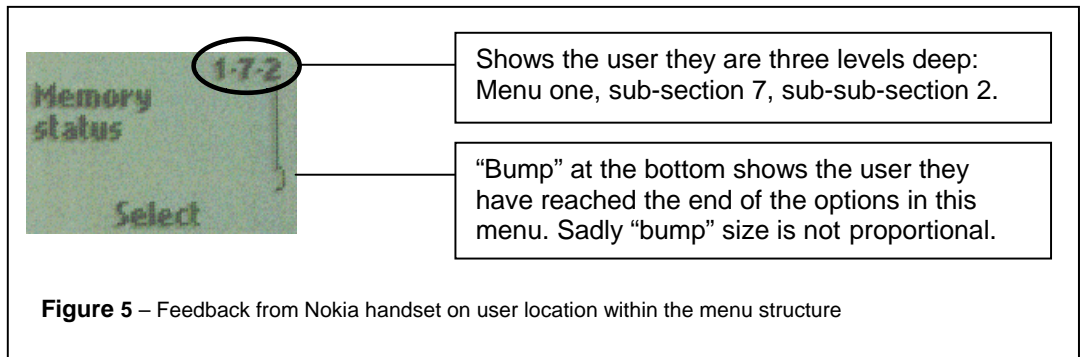 1-7-2
Memory
status
Select
Shows the user they are three levels deep:
Menu one, sub-section 7, sub-sub-section 2.
“Bump” at the bottom shows the user they
have reached the end of the options in this
menu. Sadly “bump” size is not proportional.
Figure 5 – Feedback from Nokia handset on user location within the menu structure